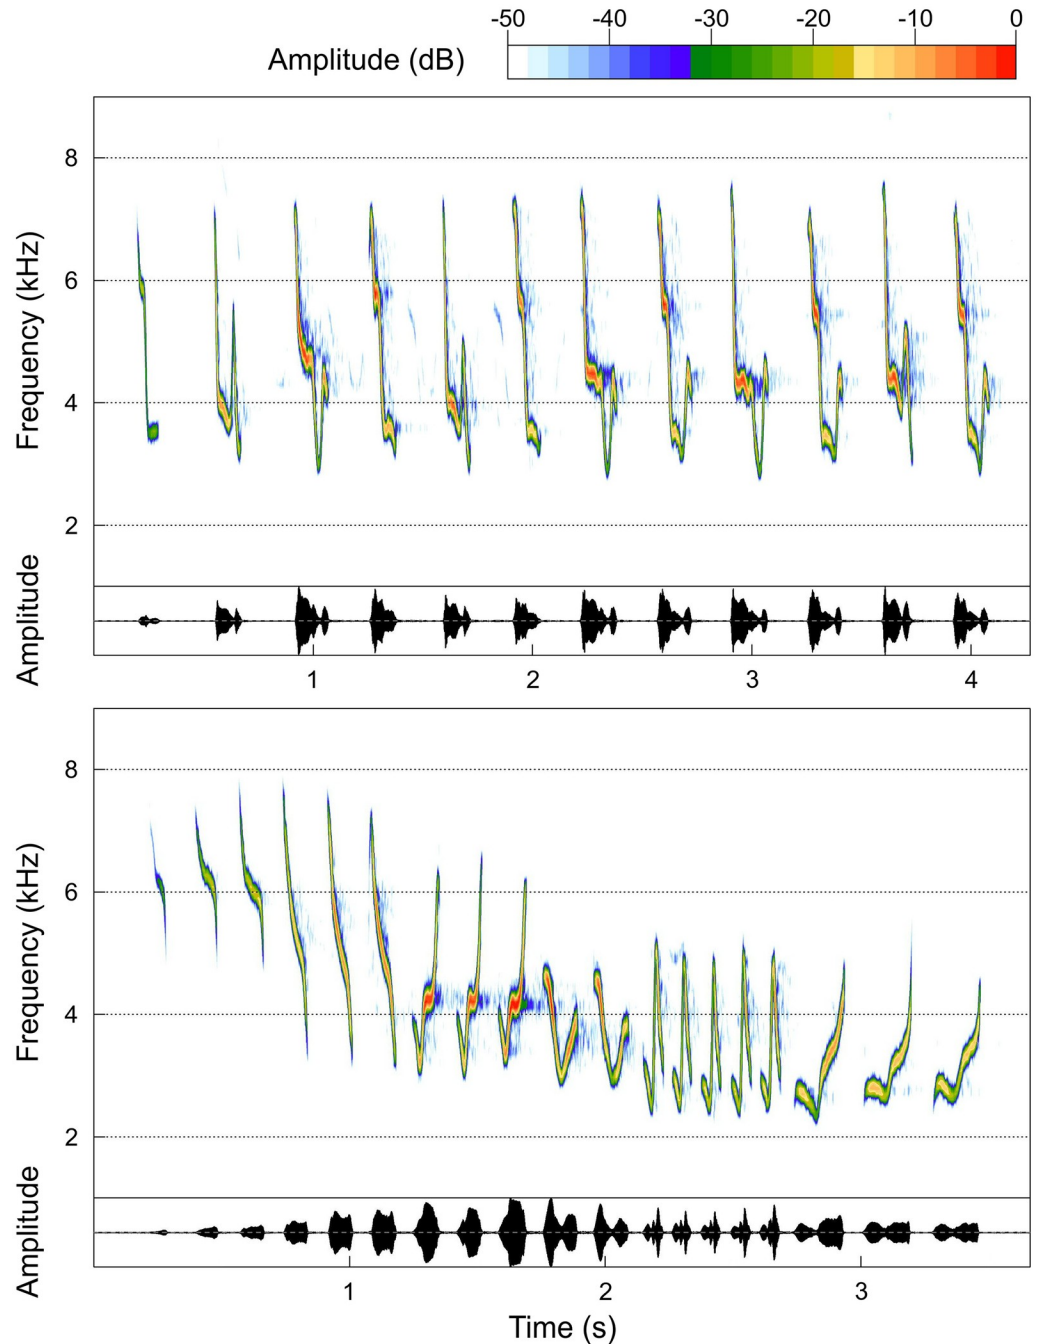 -50 -40 -30 -20 -10 0
Amplitude (dB)
8
6
4
2
Frequency (kHz)
Amplitude
1 2 3 4
8
6
4
2
Frequency (kHz)
Amplitude
1 2 3
Time (s)